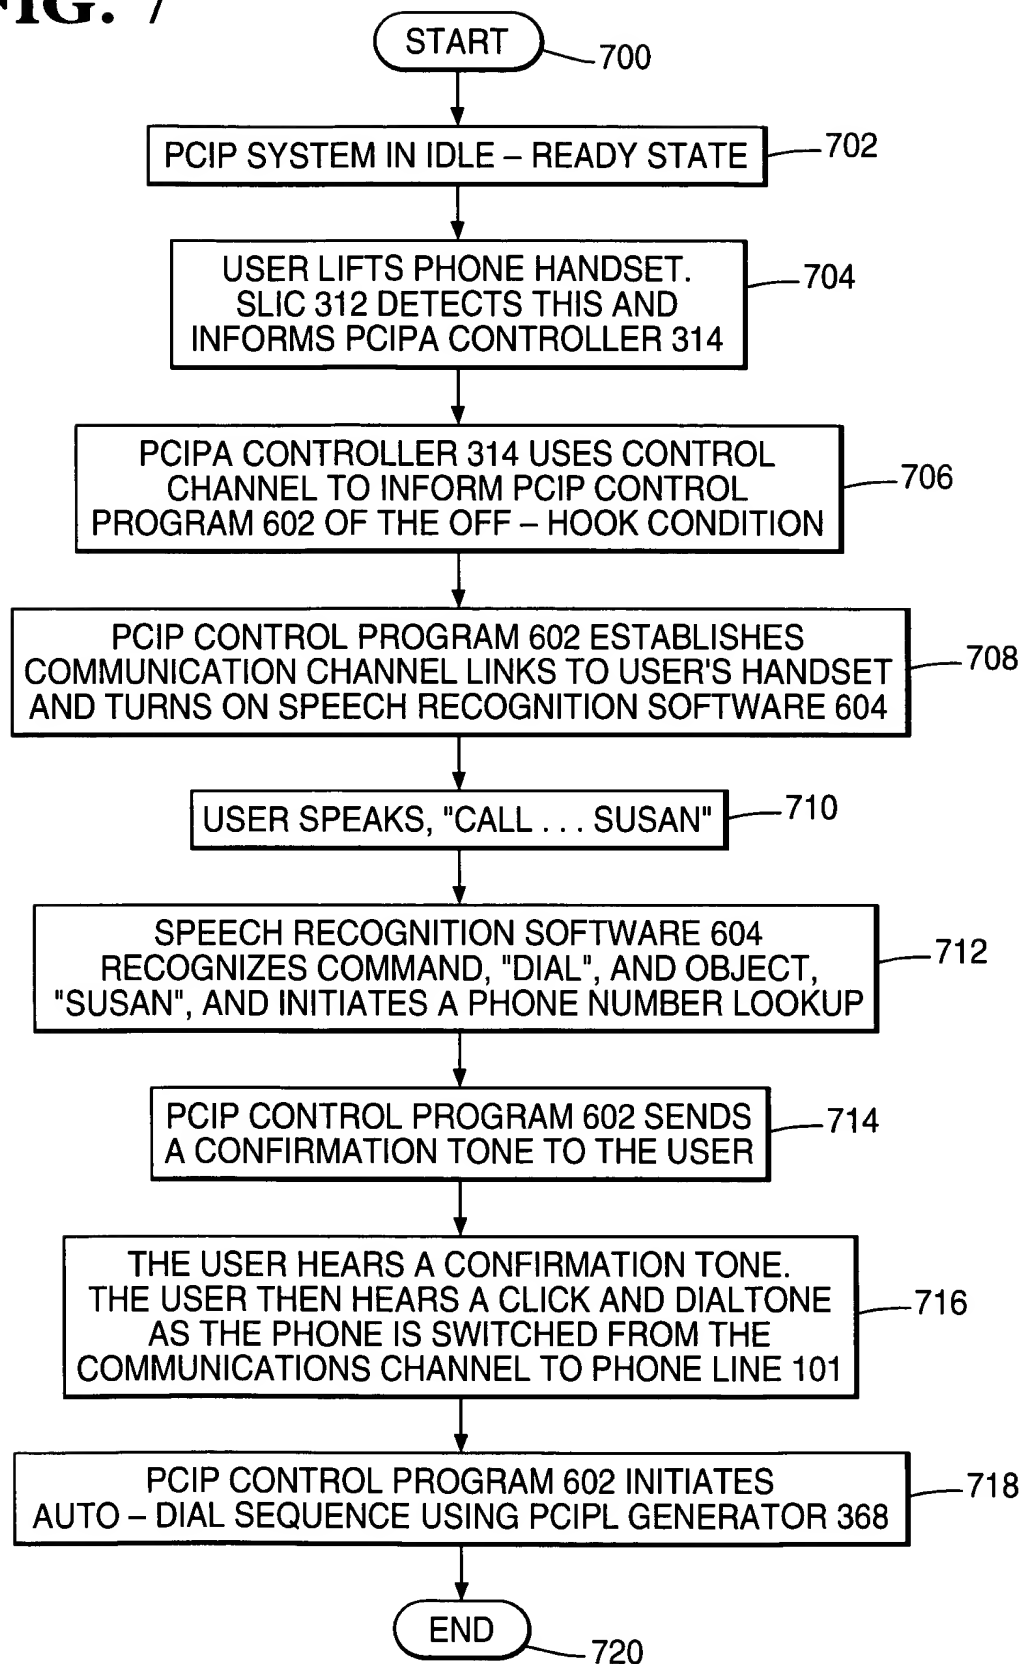 FIG. 7
START
700
PCIP SYSTEM IN IDLE – READY STATE
702
USER LIFTS PHONE HANDSET.
SLIC 312 DETECTS THIS AND
INFORMS PCIPA CONTROLLER 314
704
PCIPA CONTROLLER 314 USES CONTROL
CHANNEL TO INFORM PCIP CONTROL
PROGRAM 602 OF THE OFF – HOOK CONDITION
706
PCIP CONTROL PROGRAM 602 ESTABLISHES
COMMUNICATION CHANNEL LINKS TO USER'S HANDSET
AND TURNS ON SPEECH RECOGNITION SOFTWARE 604
708
USER SPEAKS, "CALL . . . SUSAN"
710
SPEECH RECOGNITION SOFTWARE 604
RECOGNIZES COMMAND, "DIAL", AND OBJECT,
"SUSAN", AND INITIATES A PHONE NUMBER LOOKUP
712
PCIP CONTROL PROGRAM 602 SENDS
A CONFIRMATION TONE TO THE USER
714
THE USER HEARS A CONFIRMATION TONE.
THE USER THEN HEARS A CLICK AND DIALTONE
AS THE PHONE IS SWITCHED FROM THE
COMMUNICATIONS CHANNEL TO PHONE LINE 101
716
PCIP CONTROL PROGRAM 602 INITIATES
AUTO – DIAL SEQUENCE USING PCIPL GENERATOR 368
718
END
720